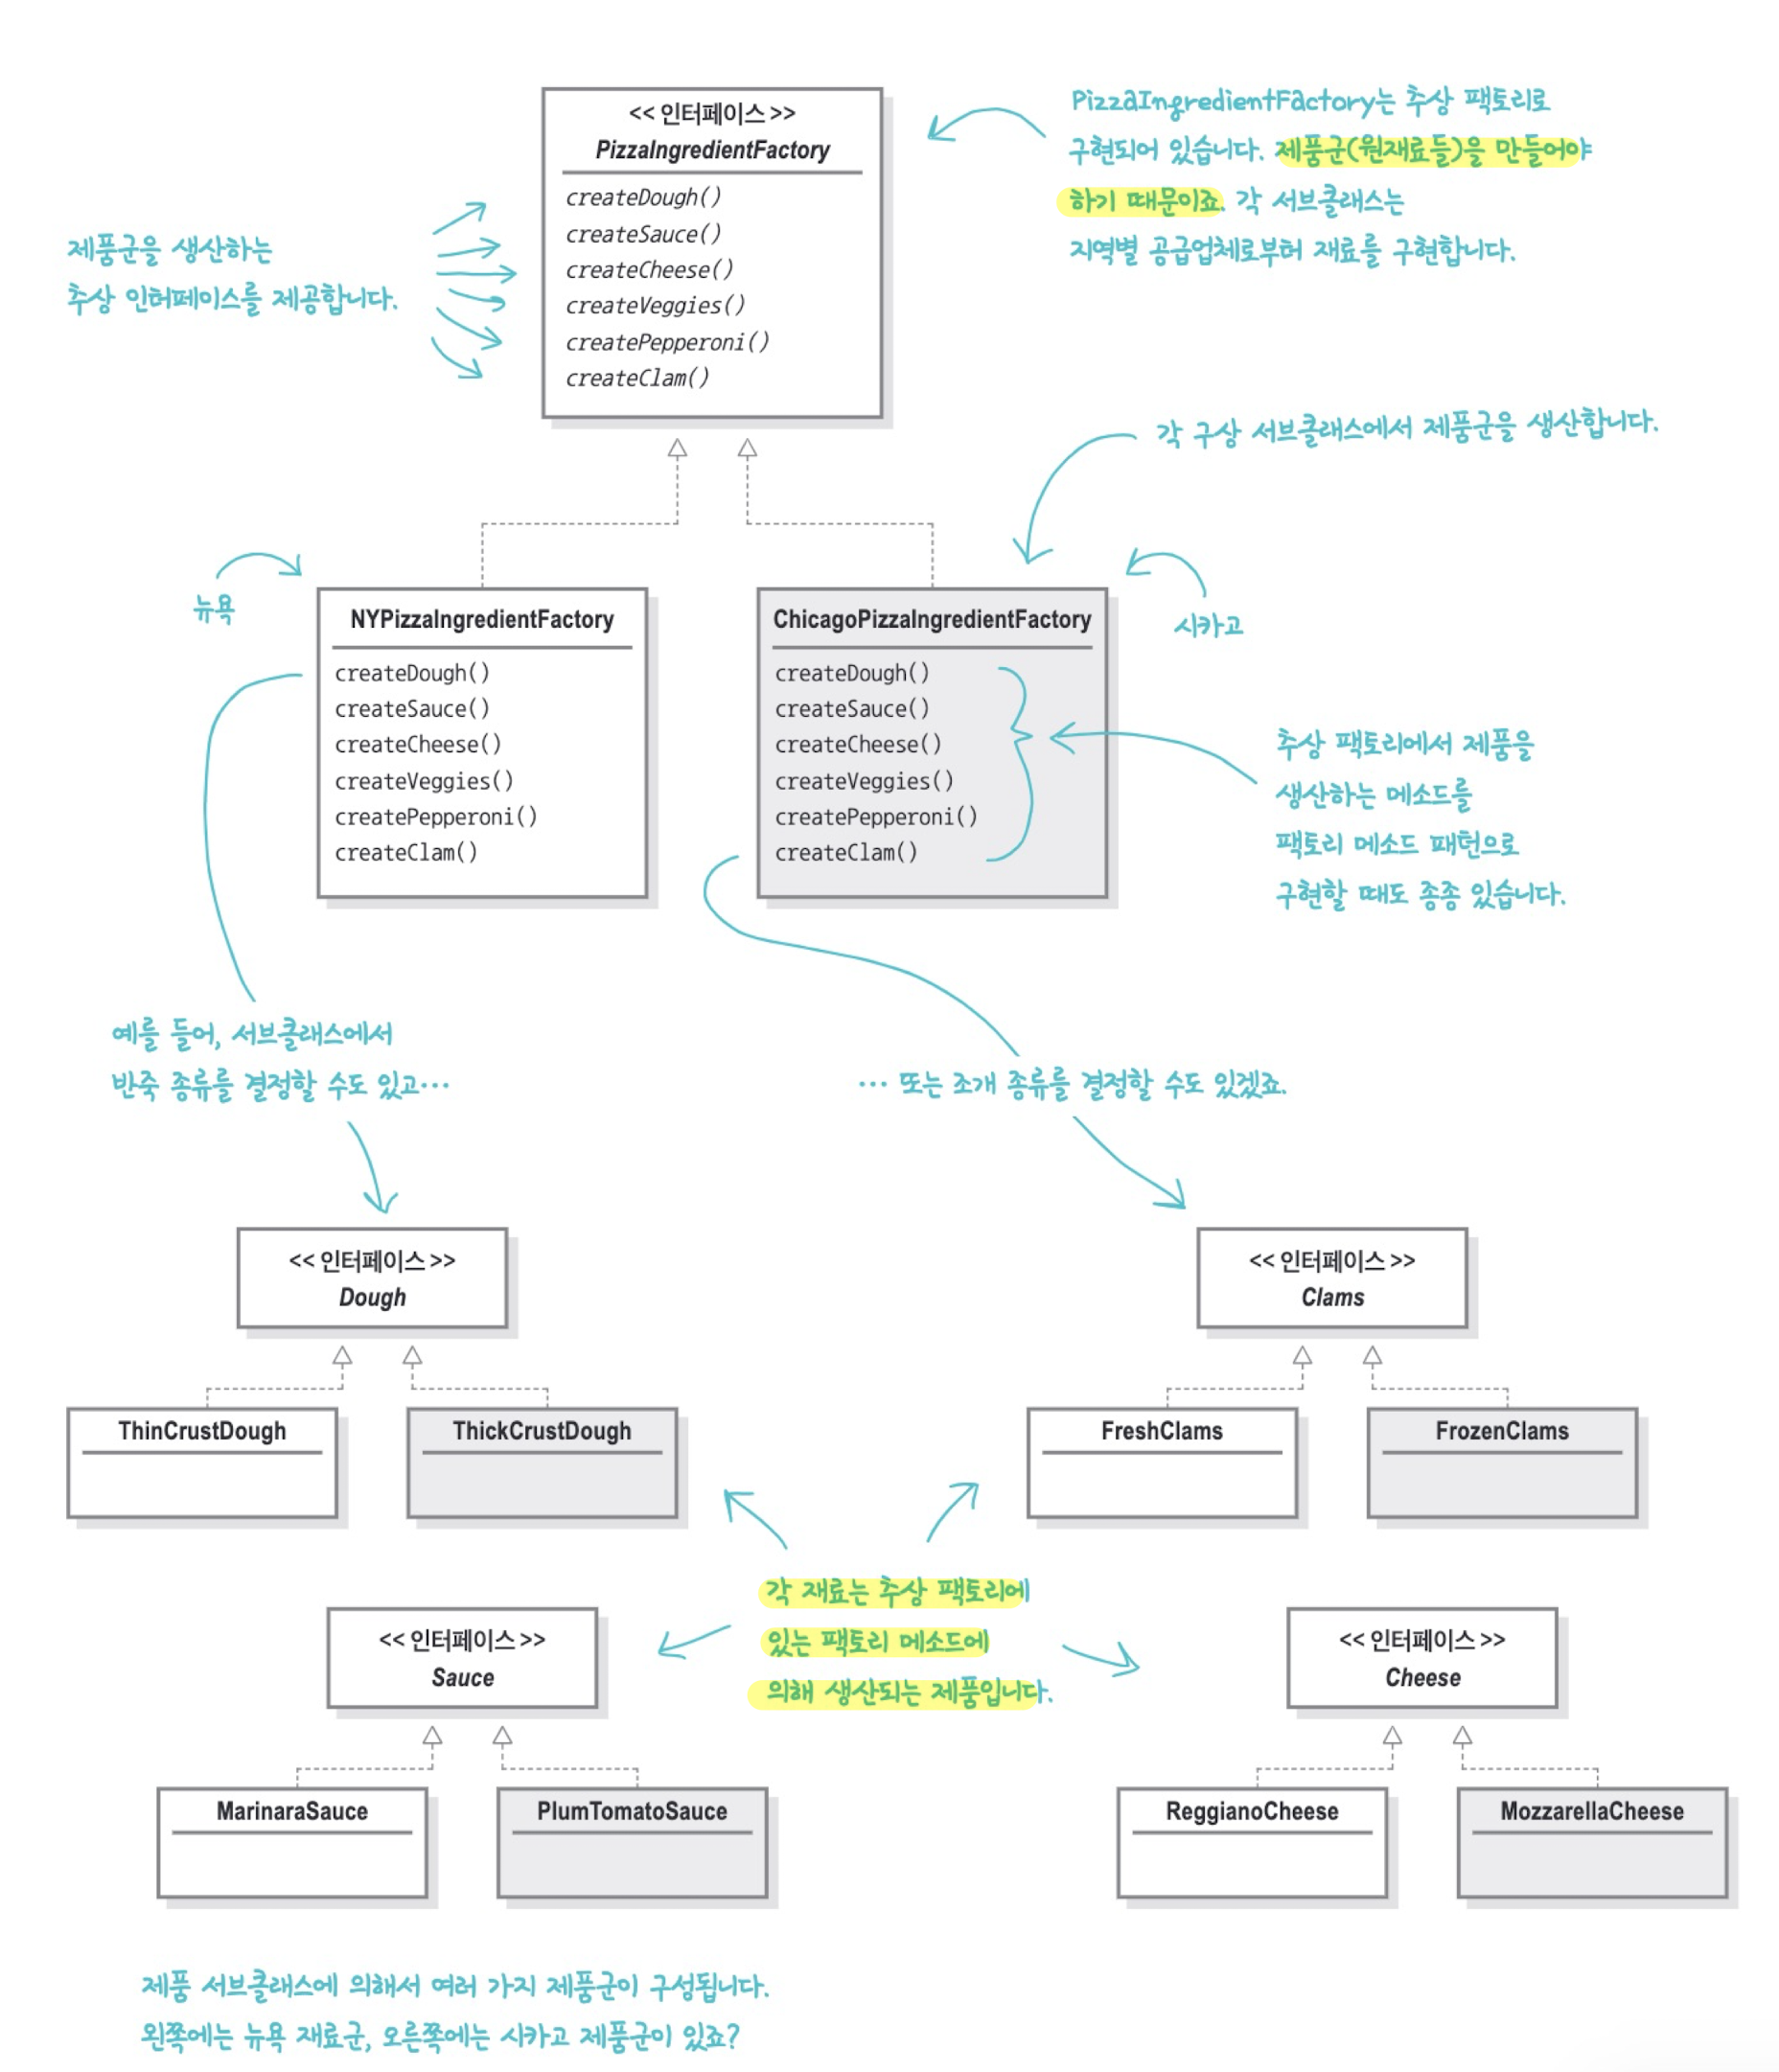 << 인터페이스 >>
PizzaIngredientFactory
createDough()
createSauce()
createCheese()
createVeggies()
createPepperoni()
createClam()
PizzaIngredientFactory는 추상 팩토리로
구현되어 있습니다. 제품군(원재료들)을 만들어야
하기 때문이죠. 각 서브클래스는
지역별 공급업체로부터 재료를 구현합니다.
제품군을 생산하는
추상 인터페이스를 제공합니다.
각 구상 서브클래스에서 제품군을 생산합니다.
뉴욕
시카고
NYPizzaIngredientFactory
createDough()
createSauce()
createCheese()
createVeggies()
createPepperoni()
createClam()
ChicagoPizzaIngredientFactory
createDough()
createSauce()
createCheese()
createVeggies()
createPepperoni()
createClam()
추상 팩토리에서 제품을
생산하는 메소드를
팩토리 메소드 패턴으로
구현할 때도 종종 있습니다.
예를 들어, 서브클래스에서
반죽 종류를 결정할 수도 있고…
… 또는 조개 종류를 결정할 수도 있겠죠.
<< 인터페이스 >>
Dough
ThinCrustDough
ThickCrustDough
<< 인터페이스 >>
Clams
FreshClams
FrozenClams
각 재료는 추상 팩토리에
있는 팩토리 메소드에
의해 생산되는 제품입니다.
<< 인터페이스 >>
Sauce
MarinaraSauce
PlumTomatoSauce
<< 인터페이스 >>
Cheese
ReggianoCheese
MozzarellaCheese
제품 서브클래스에 의해서 여러 가지 제품군이 구성됩니다.
왼쪽에는 뉴욕 재료군, 오른쪽에는 시카고 제품군이 있죠?